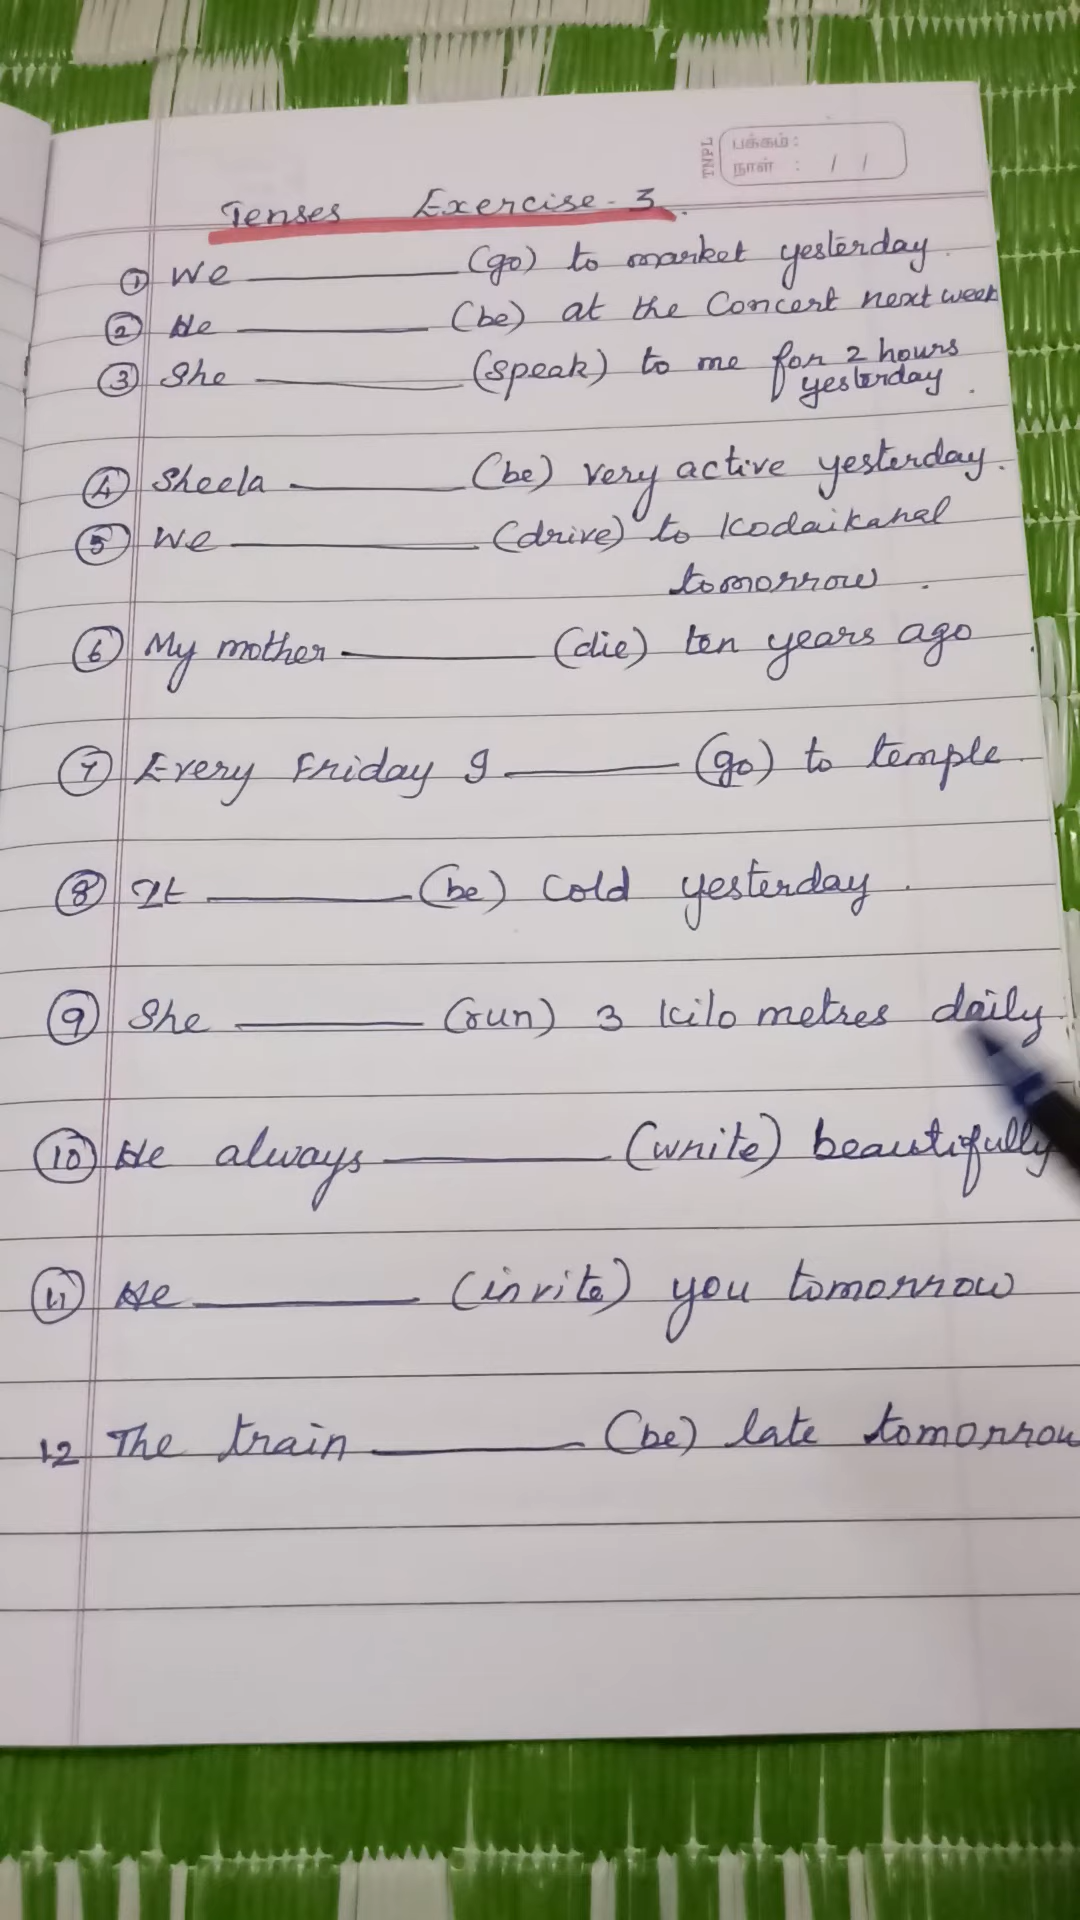 TNPL
பக்கம் :
நாள் : / /
Tenses Exercise - 3.
① We ________ (go) to market yesterday.
② He ________ (be) at the Concert next week
③ She ________ (speak) to me for 2 hours
yesterday.
④ Sheela ________ (be) very active yesterday.
⑤ We ________ (drive) to Kodaikanal
tomorrow.
⑥ My mother ________ (die) ten years ago
⑦ Every Friday I ________ (go) to temple
⑧ It ________ (be) cold yesterday.
⑨ She ________ (run) 3 kilo metres daily
⑩ He always ________ (write) beautifully
⑪ He ________ (invite) you tomorrow
12 The train ________ (be) late tomorrow